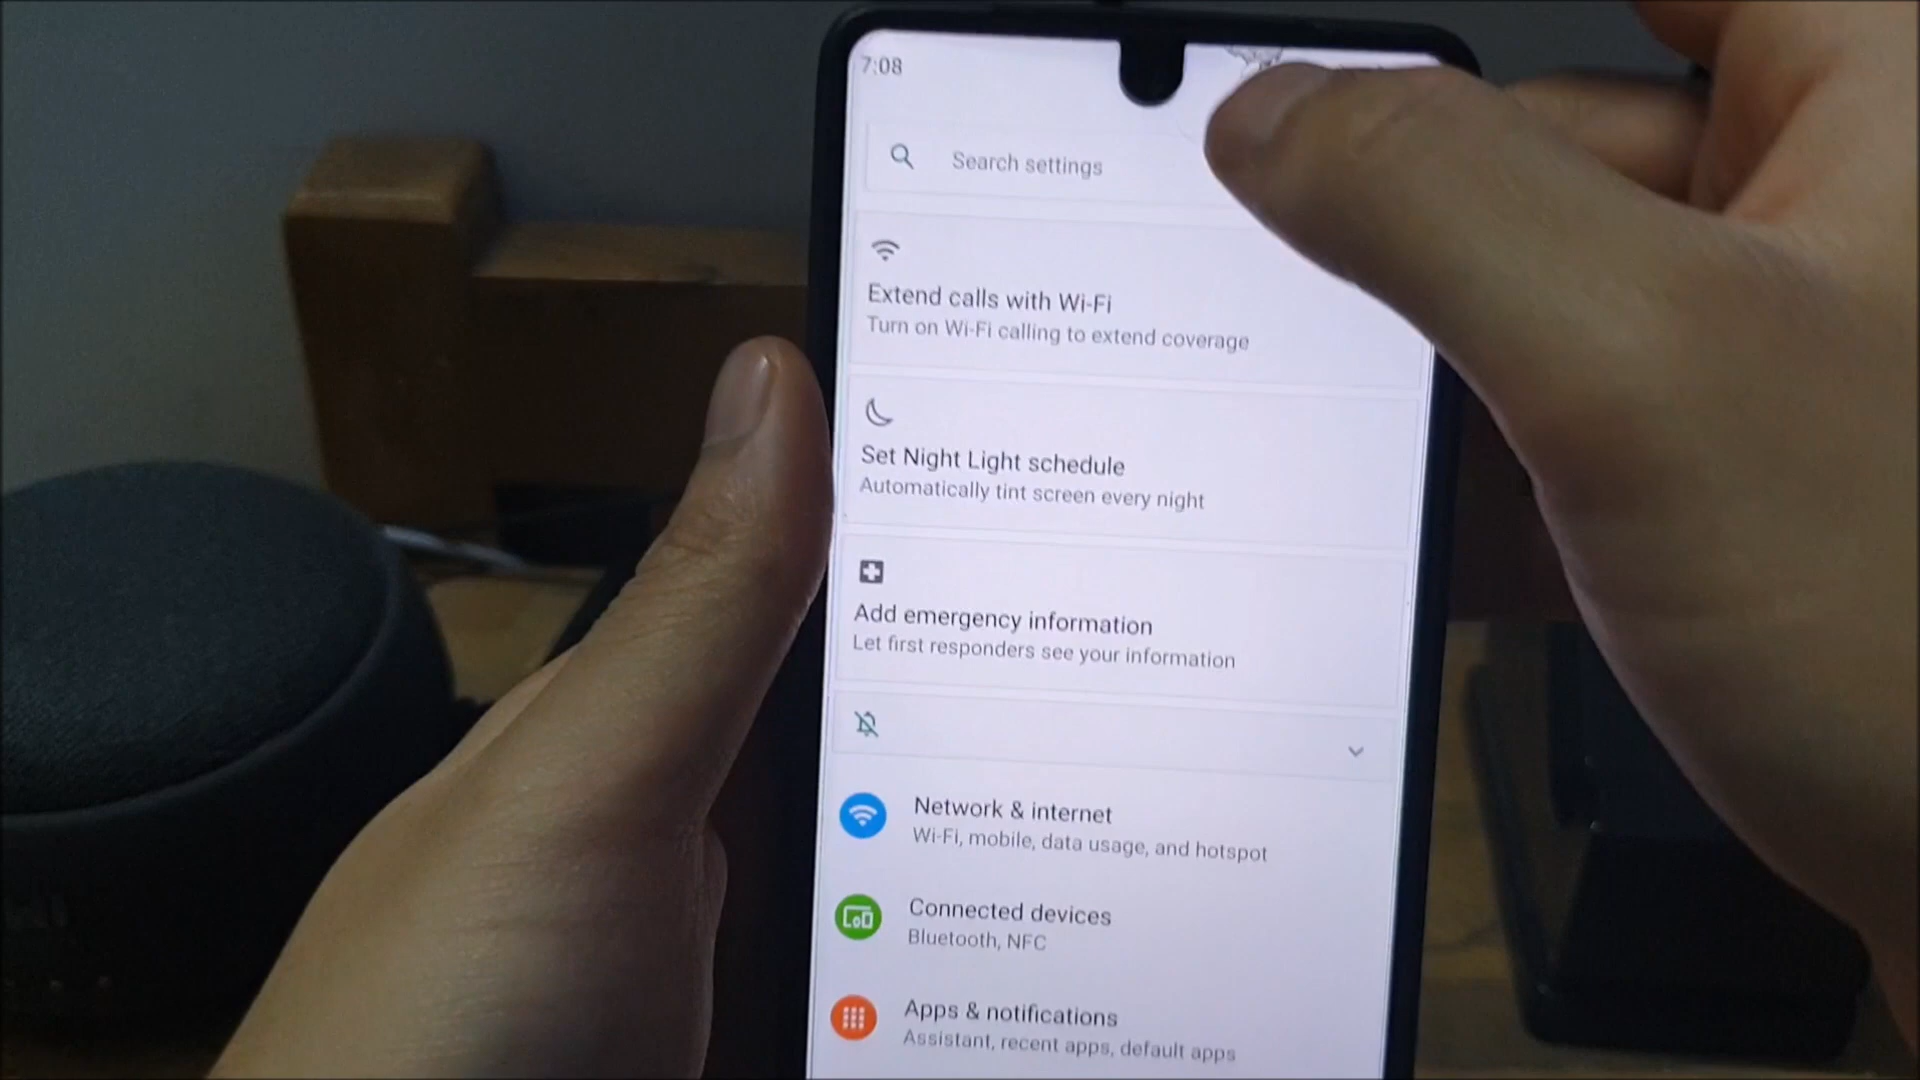 7:08
Search settings
Extend calls with Wi-Fi
Turn on Wi-Fi calling to extend coverage
Set Night Light schedule
Automatically tint screen every night
Add emergency information
Let first responders see your information
Network & internet
Wi-Fi, mobile, data usage, and hotspot
Connected devices
Bluetooth, NFC
Apps & notifications
Assistant, recent apps, default apps